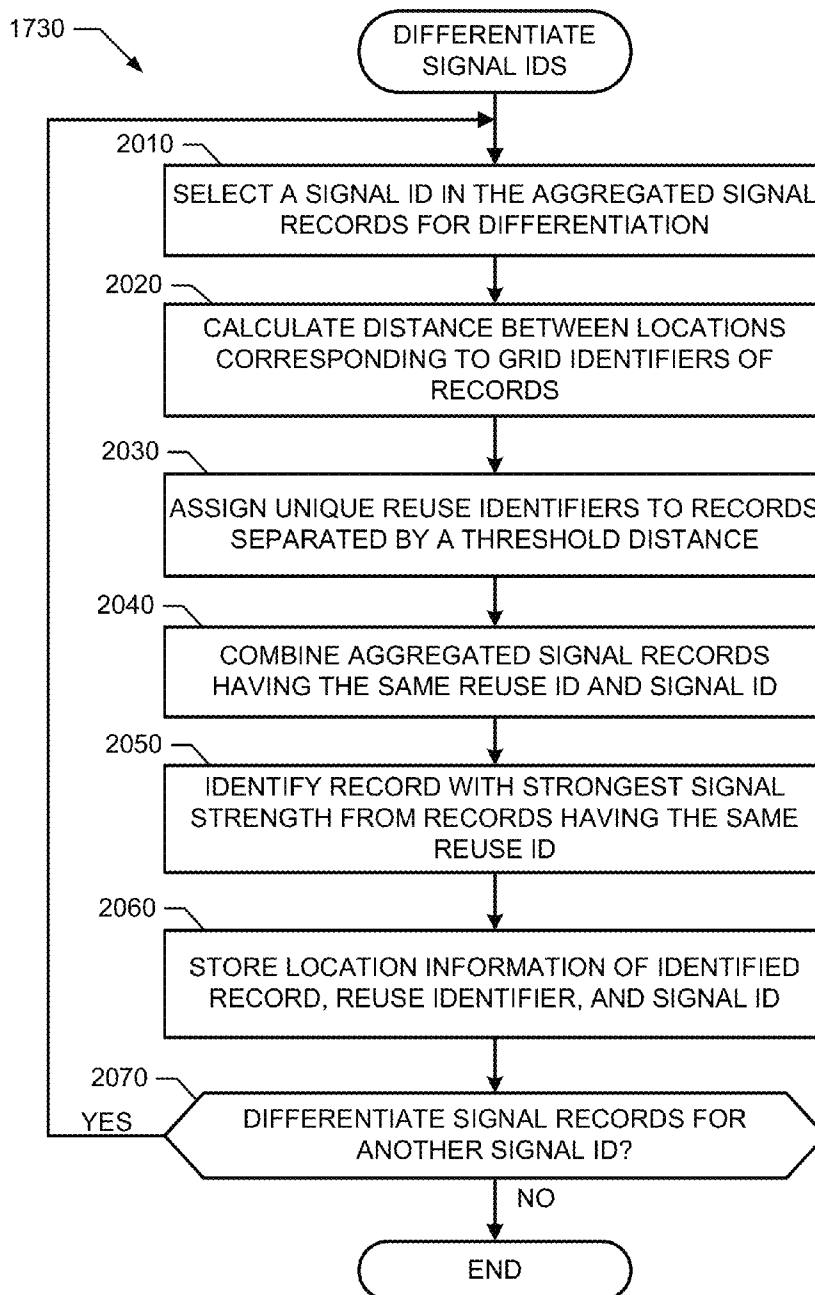 1730
DIFFERENTIATE
SIGNAL IDS
2010
SELECT A SIGNAL ID IN THE AGGREGATED SIGNAL
RECORDS FOR DIFFERENTIATION
2020
CALCULATE DISTANCE BETWEEN LOCATIONS
CORRESPONDING TO GRID IDENTIFIERS OF
RECORDS
2030
ASSIGN UNIQUE REUSE IDENTIFIERS TO RECORDS
SEPARATED BY A THRESHOLD DISTANCE
2040
COMBINE AGGREGATED SIGNAL RECORDS
HAVING THE SAME REUSE ID AND SIGNAL ID
2050
IDENTIFY RECORD WITH STRONGEST SIGNAL
STRENGTH FROM RECORDS HAVING THE SAME
REUSE ID
2060
STORE LOCATION INFORMATION OF IDENTIFIED
RECORD, REUSE IDENTIFIER, AND SIGNAL ID
2070
DIFFERENTIATE SIGNAL RECORDS FOR
ANOTHER SIGNAL ID?
YES
NO
END